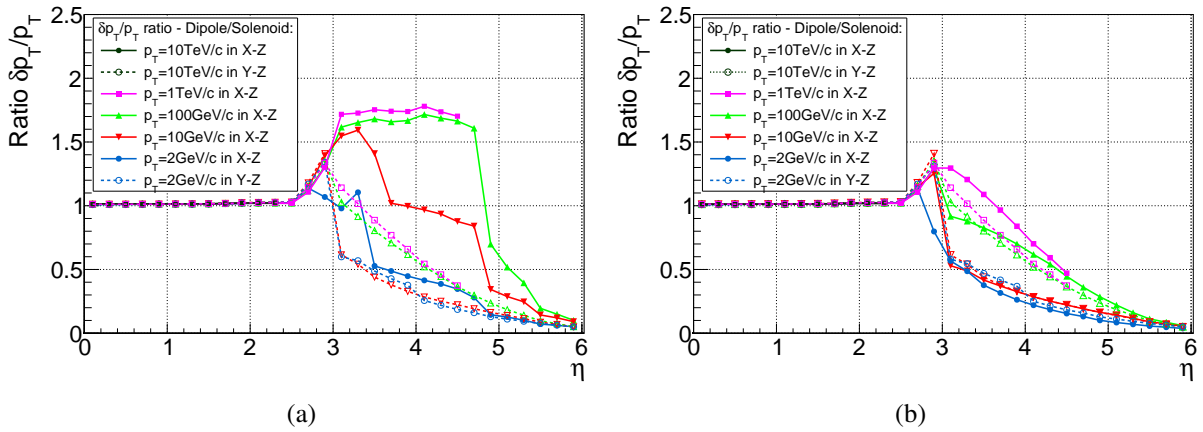 2.5
2
1.5
1
0.5
0
Ratio δp_T/p_T
δp_T/p_T ratio - Dipole/Solenoid:
p_T=10TeV/c in X-Z
p_T=10TeV/c in Y-Z
p_T=1TeV/c in X-Z
p_T=100GeV/c in X-Z
p_T=10GeV/c in X-Z
p_T=2GeV/c in X-Z
p_T=2GeV/c in Y-Z
0 1 2 3 4 5 6
η
(a)
2.5
2
1.5
1
0.5
0
Ratio δp_T/p_T
δp_T/p_T ratio - Dipole/Solenoid:
p_T=10TeV/c in X-Z
p_T=10TeV/c in Y-Z
p_T=1TeV/c in X-Z
p_T=100GeV/c in X-Z
p_T=10GeV/c in X-Z
p_T=2GeV/c in X-Z
p_T=2GeV/c in Y-Z
0 1 2 3 4 5 6
η
(b)